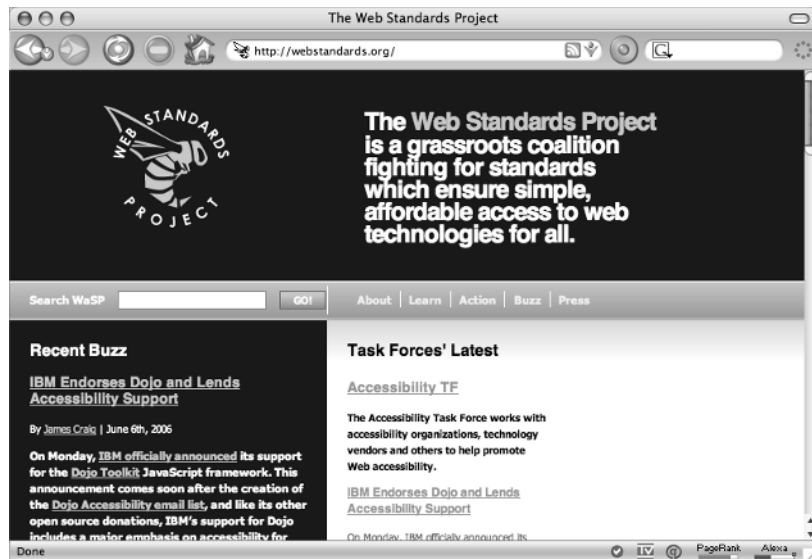 The Web Standards Project
http://webstandards.org/
WEB STANDARDS
PROJECT
The Web Standards Project
is a grassroots coalition
fighting for standards
which ensure simple,
affordable access to web
technologies for all.
Search WaSP GO!
About Learn Action Buzz Press
Recent Buzz
IBM Endorses Dojo and Lends
Accessibility Support
By James Craig | June 6th, 2006
On Monday, IBM officially announced its support
for the Dojo Toolkit JavaScript framework. This
announcement comes soon after the creation of
the Dojo Accessibility email list, and like its other
open source donations, IBM's support for Dojo
includes a major emphasis on accessibility for
Task Forces' Latest
Accessibility TF
The Accessibility Task Force works with
accessibility organizations, technology
vendors and others to help promote
Web accessibility.
IBM Endorses Dojo and Lends
Accessibility Support
On Monday, IBM officially announced its
Done
PageRank Alexa